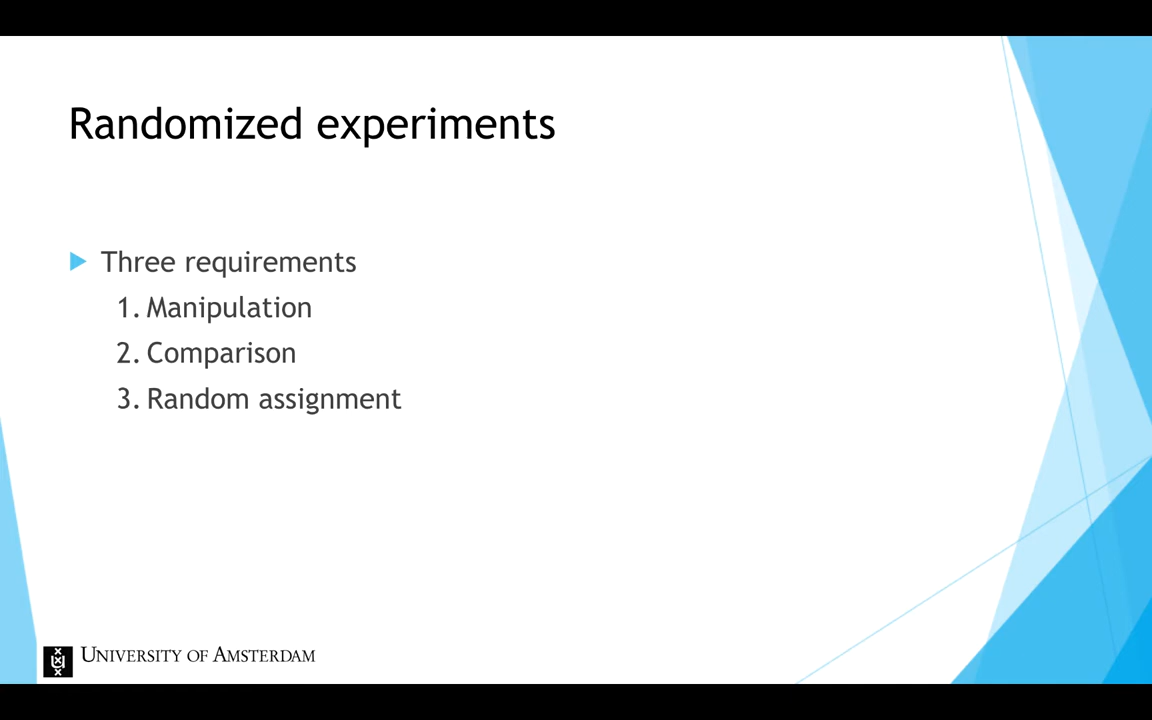 Randomized experiments
Three requirements
1. Manipulation
2. Comparison
3. Random assignment
UNIVERSITY OF AMSTERDAM